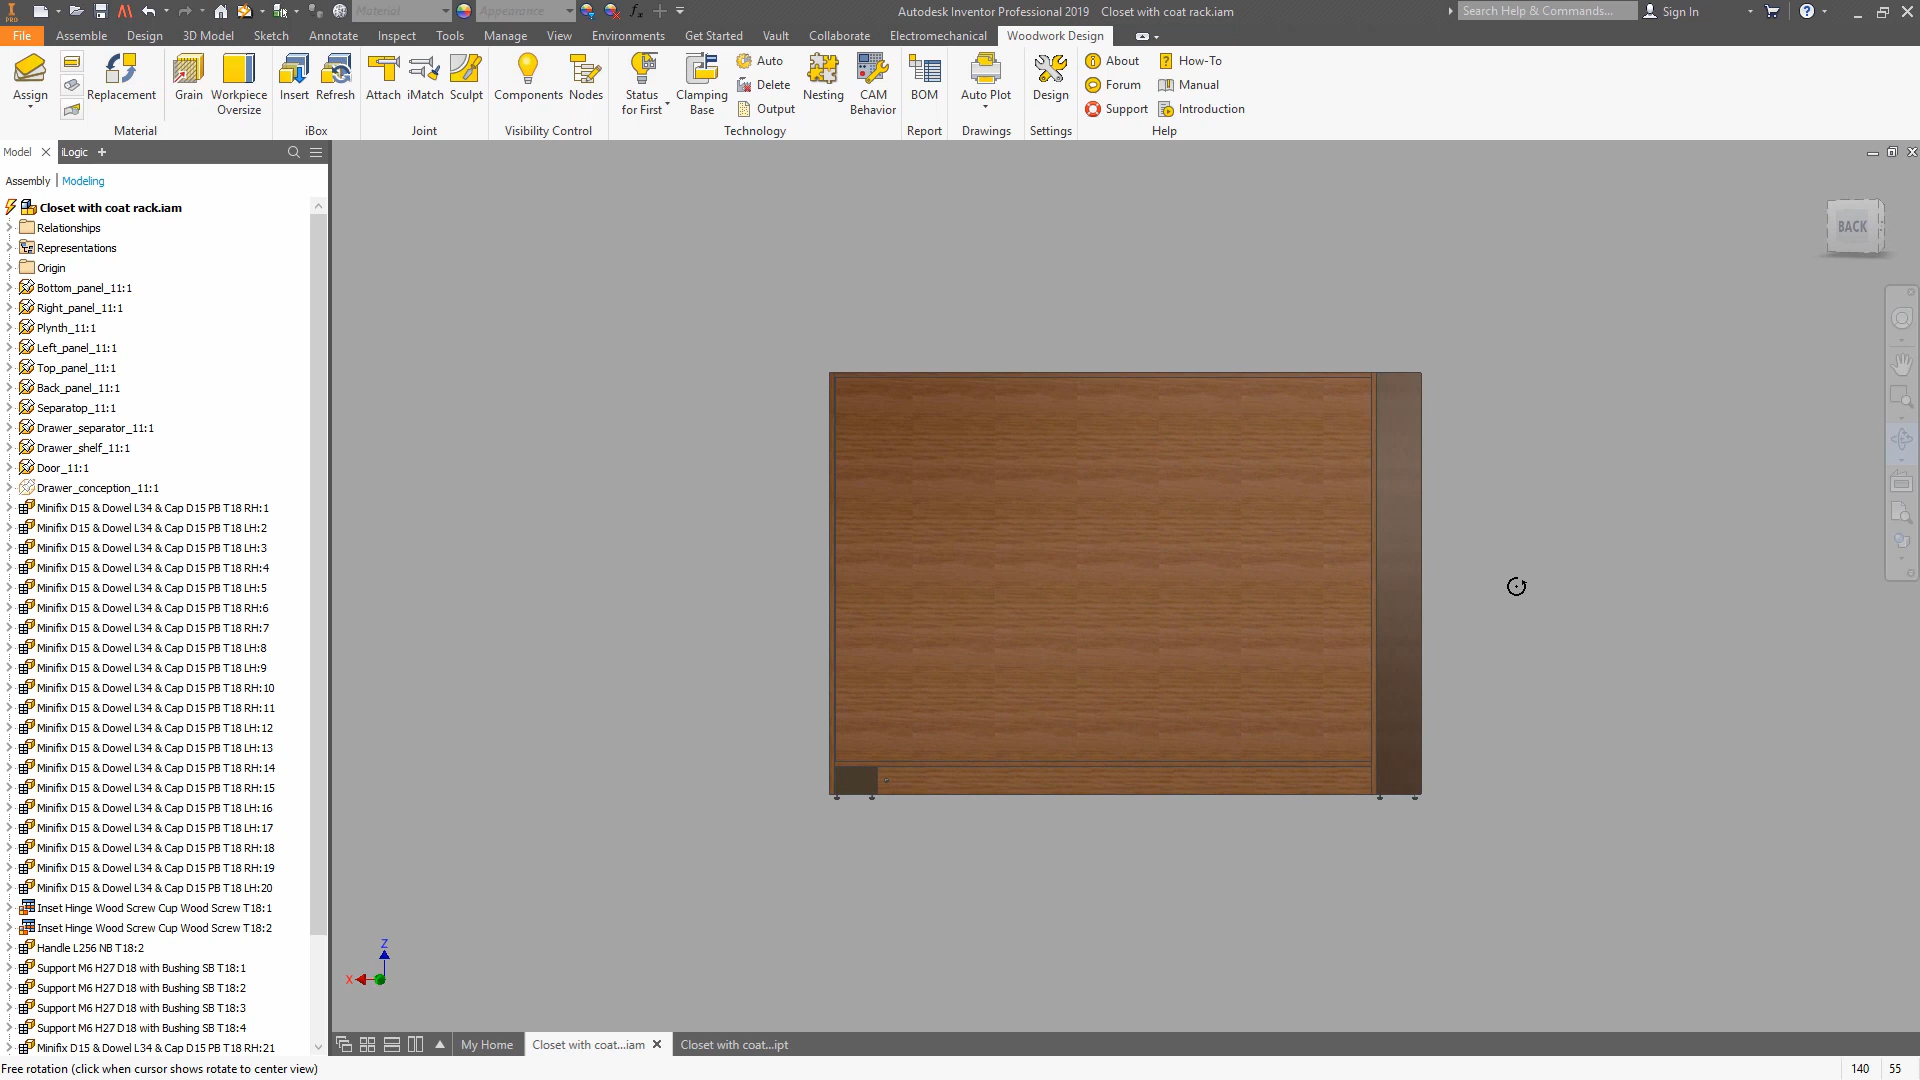 Material
Appearance
Autodesk Inventor Professional 2019 Closet with coat rack.iam
Search Help & Commands...
Sign In
PRO
File
Assemble
Design
3D Model
Sketch
Annotate
Inspect
Tools
Manage
View
Environments
Get Started
Vault
Collaborate
Electromechanical
Woodwork Design
Assign
Replacement
Grain
Workpiece
Oversize
Insert
Refresh
Attach
iMatch
Sculpt
Components
Nodes
Status
for First
Clamping
Base
Auto
Delete
Output
Nesting
CAM
Behavior
BOM
Auto Plot
Design
About
Forum
Support
How-To
Manual
Introduction
Material
iBox
Joint
Visibility Control
Technology
Report
Drawings
Settings
Help
Model
iLogic
Assembly
Modeling
Closet with coat rack.iam
Relationships
Representations
Origin
Bottom_panel_11:1
Right_panel_11:1
Plynth_11:1
Left_panel_11:1
Top_panel_11:1
Back_panel_11:1
Separatop_11:1
Drawer_separator_11:1
Drawer_shelf_11:1
Door_11:1
Drawer_conception_11:1
Minifix D15 & Dowel L34 & Cap D15 PB T18 RH:1
Minifix D15 & Dowel L34 & Cap D15 PB T18 LH:2
Minifix D15 & Dowel L34 & Cap D15 PB T18 LH:3
Minifix D15 & Dowel L34 & Cap D15 PB T18 RH:4
Minifix D15 & Dowel L34 & Cap D15 PB T18 LH:5
Minifix D15 & Dowel L34 & Cap D15 PB T18 RH:6
Minifix D15 & Dowel L34 & Cap D15 PB T18 RH:7
Minifix D15 & Dowel L34 & Cap D15 PB T18 LH:8
Minifix D15 & Dowel L34 & Cap D15 PB T18 LH:9
Minifix D15 & Dowel L34 & Cap D15 PB T18 RH:10
Minifix D15 & Dowel L34 & Cap D15 PB T18 RH:11
Minifix D15 & Dowel L34 & Cap D15 PB T18 LH:12
Minifix D15 & Dowel L34 & Cap D15 PB T18 LH:13
Minifix D15 & Dowel L34 & Cap D15 PB T18 RH:14
Minifix D15 & Dowel L34 & Cap D15 PB T18 RH:15
Minifix D15 & Dowel L34 & Cap D15 PB T18 LH:16
Minifix D15 & Dowel L34 & Cap D15 PB T18 LH:17
Minifix D15 & Dowel L34 & Cap D15 PB T18 RH:18
Minifix D15 & Dowel L34 & Cap D15 PB T18 RH:19
Minifix D15 & Dowel L34 & Cap D15 PB T18 LH:20
Inset Hinge Wood Screw Cup Wood Screw T18:1
Inset Hinge Wood Screw Cup Wood Screw T18:2
Handle L256 NB T18:2
Support M6 H27 D18 with Bushing SB T18:1
Support M6 H27 D18 with Bushing SB T18:2
Support M6 H27 D18 with Bushing SB T18:3
Support M6 H27 D18 with Bushing SB T18:4
Minifix D15 & Dowel L34 & Cap D15 PB T18 RH:21
BACK
Z
X
My Home
Closet with coat...iam
Closet with coat...ipt
Free rotation (click when cursor shows rotate to center view)
140
55